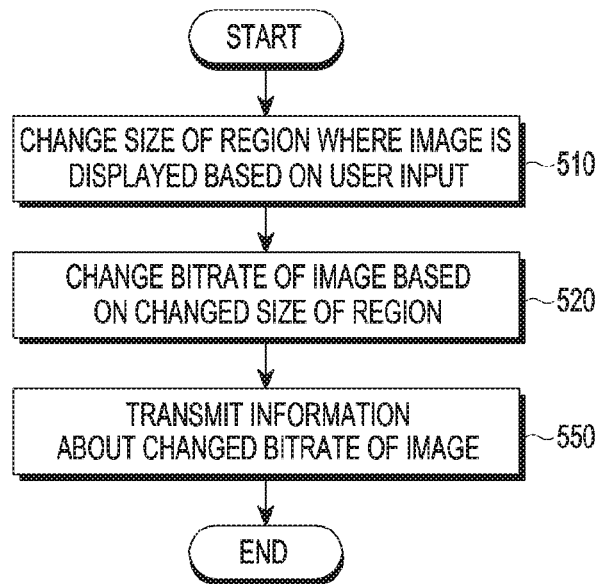 START
CHANGE SIZE OF REGION WHERE IMAGE IS
DISPLAYED BASED ON USER INPUT
510
CHANGE BITRATE OF IMAGE BASED
ON CHANGED SIZE OF REGION
520
TRANSMIT INFORMATION
ABOUT CHANGED BITRATE OF IMAGE
550
END